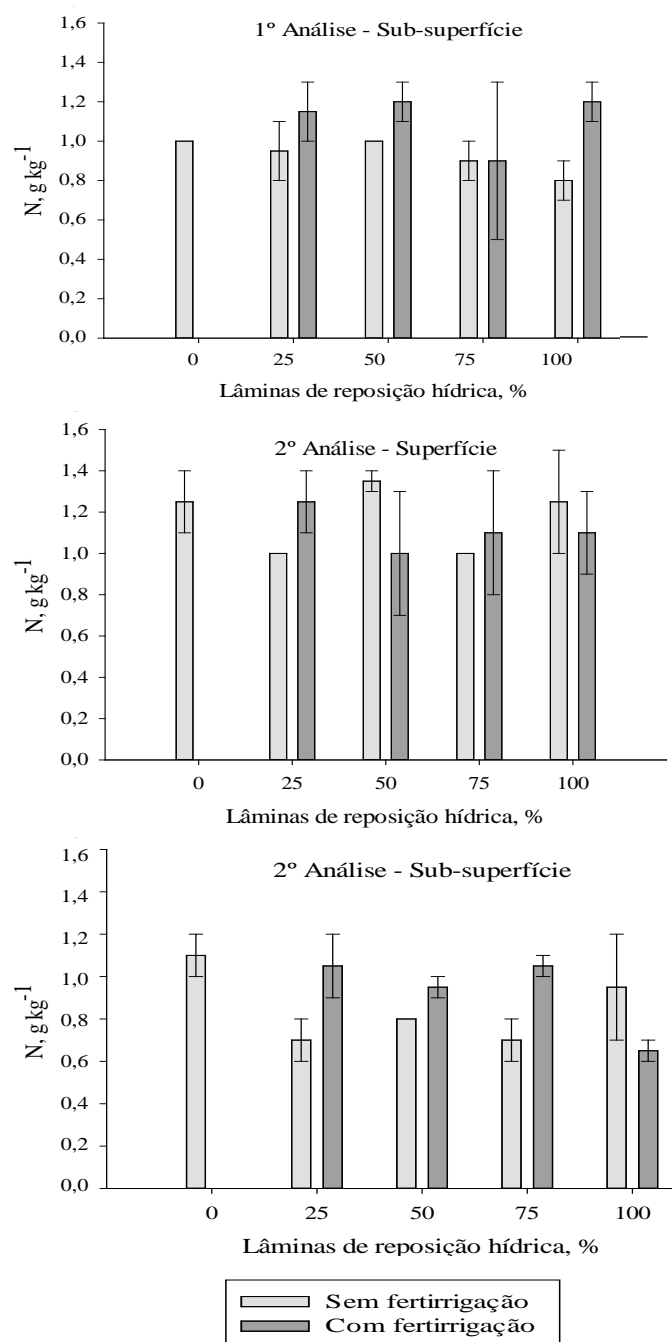 1º Análise - Sub-superfície
N, g kg⁻¹
1,6
1,4
1,2
1,0
0,8
0,6
0,4
0,2
0,0
0 25 50 75 100
Lâminas de reposição hídrica, %
2º Análise - Superfície
N, g kg⁻¹
1,6
1,4
1,2
1,0
0,8
0,6
0,4
0,2
0,0
0 25 50 75 100
Lâminas de reposição hídrica, %
2º Análise - Sub-superfície
N, g kg⁻¹
1,6
1,4
1,2
1,0
0,8
0,6
0,4
0,2
0,0
0 25 50 75 100
Lâminas de reposição hídrica, %
Sem fertirrigação
Com fertirrigação